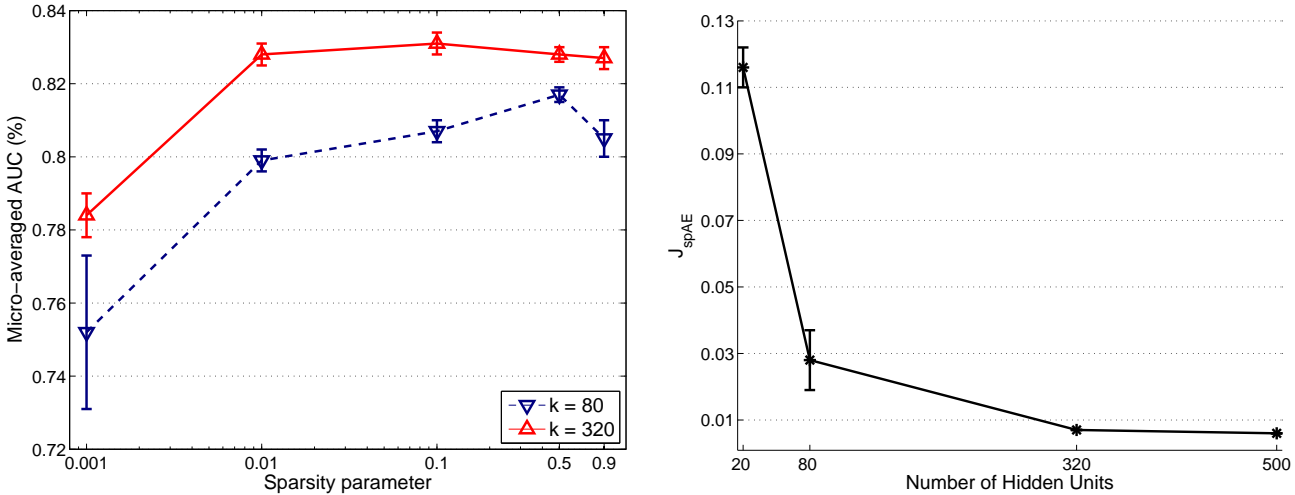 0.84
0.82
0.8
0.78
0.76
0.74
0.72
Micro−averaged AUC (%)
0.001 0.01 0.1 0.5 0.9
Sparsity parameter
k = 80
k = 320
0.13
0.11
0.09
0.07
0.05
0.03
0.01
J_spAE
20 80 320 500
Number of Hidden Units